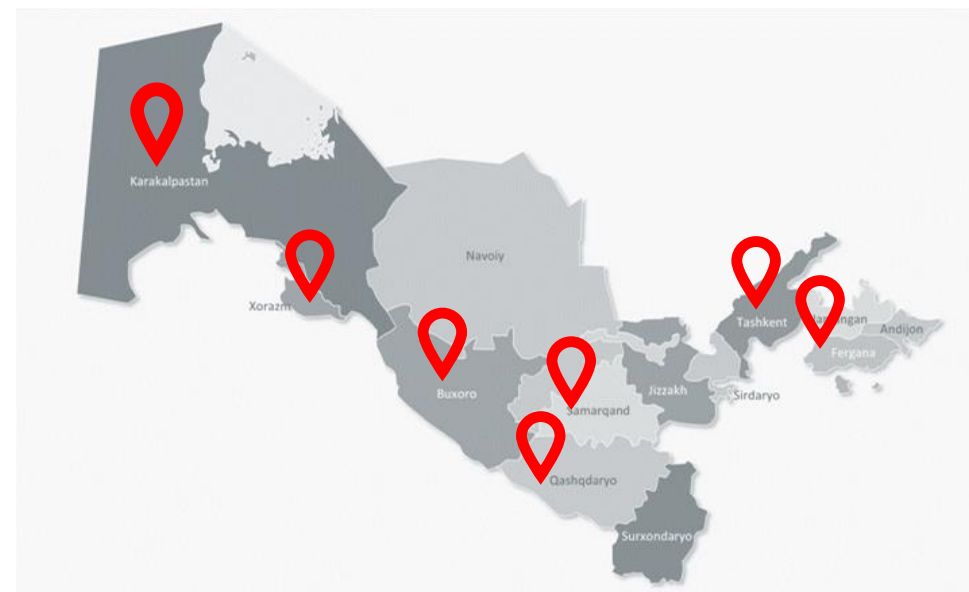 Karakalpastan
Navoiy
Xorazm
Tashkent
Andijon
Fergana
Buxoro
Jizzakh
Sirdaryo
Samarqand
Qashqdaryo
Surxondaryo